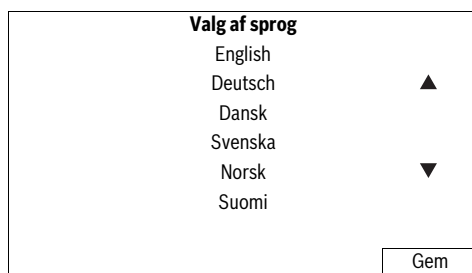 Valg af sprog
English
Deutsch
Dansk
Svenska
Norsk
Suomi
Gem